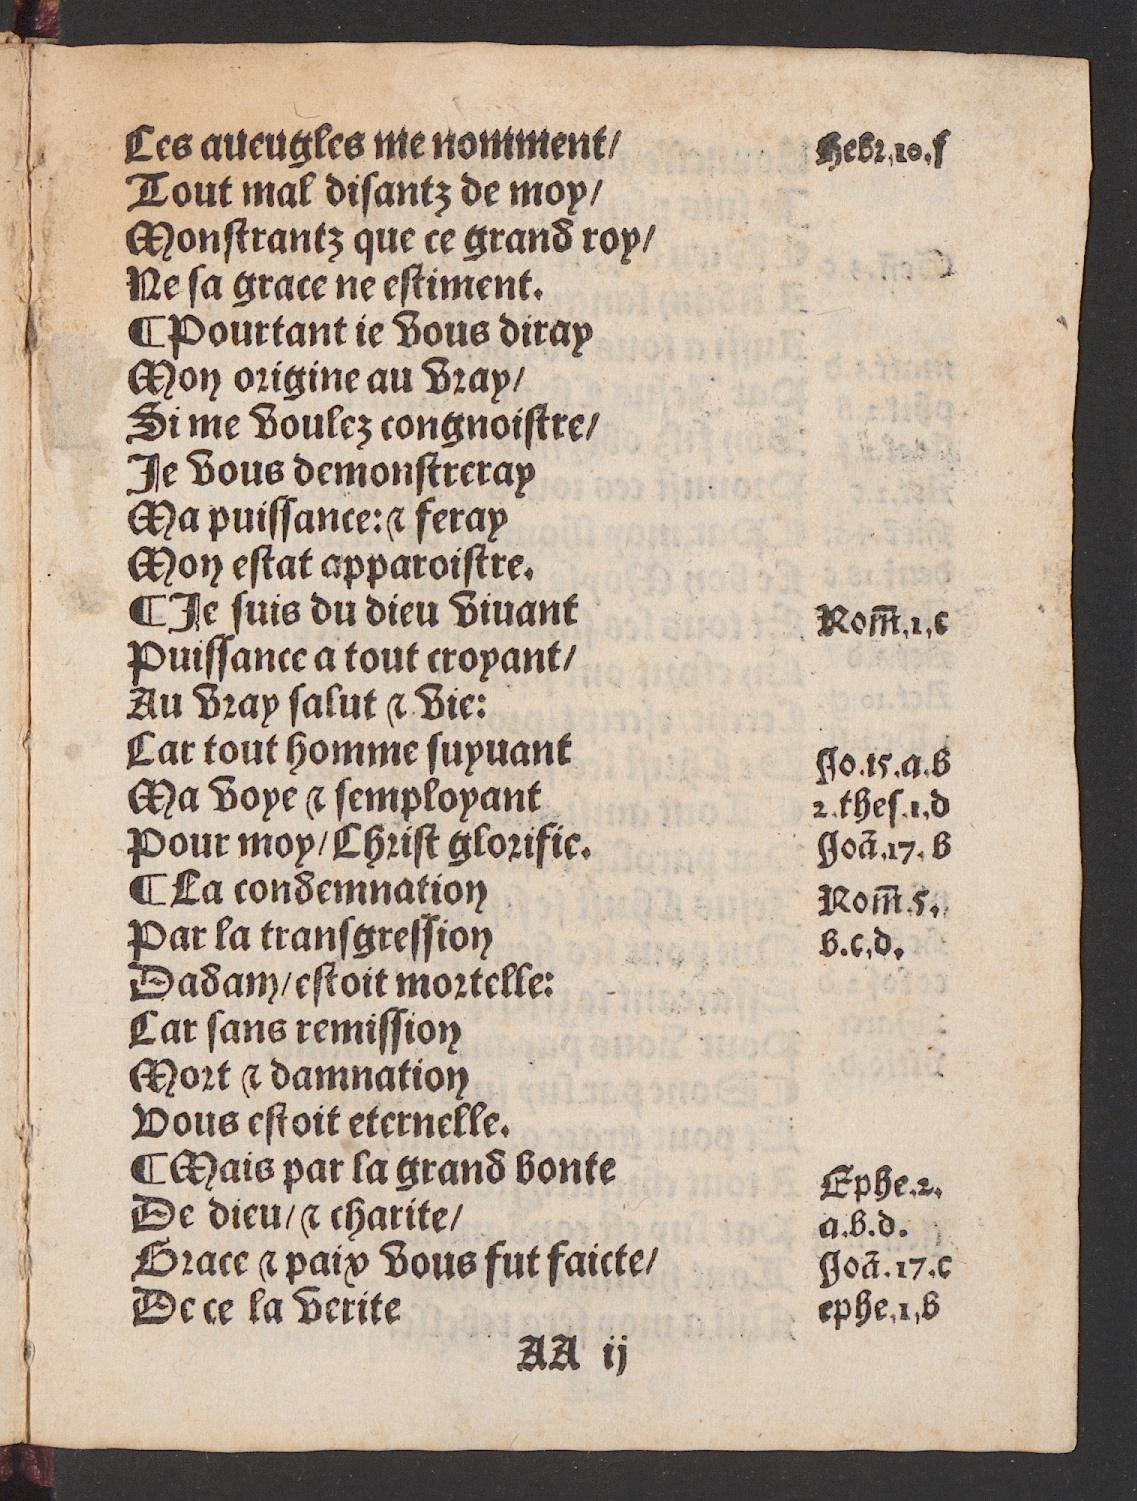 Ces aueugles me nomment/
Hebr.10.f
Tout mal disantz de moy/
Monstrantz que ce grand roy/
Ne sa grace ne estiment.
¶Pourtant ie vous diray
Mon origine au vray/
Si me voulez congnoistre/
Je vous demonstreray
Ma puissance: ⁊ feray
Mon estat apparoistre.
¶Je suis du dieu viuant
Rom̄.1.c
Puissance a tout croyant/
Au vray salut ⁊ vie:
Car tout homme suyuant
Jo.15.a.b
Ma voye ⁊ semployant
2.thes.1.d
Pour moy/Christ glorifie.
Joā.17.b
¶La condemnation
Rom̄.5.
Par la transgression
b.c.d.
Dadam/estoit mortelle:
Car sans remission
Mort ⁊ damnation
Vous estoit eternelle.
¶Mais par la grand bonte
Ephe.2.
De dieu/⁊ charite/
a.b.d.
Grace ⁊ paix vous fut faicte/
Joā.17.c
De ce la verite
ephe.1.b
AA ij